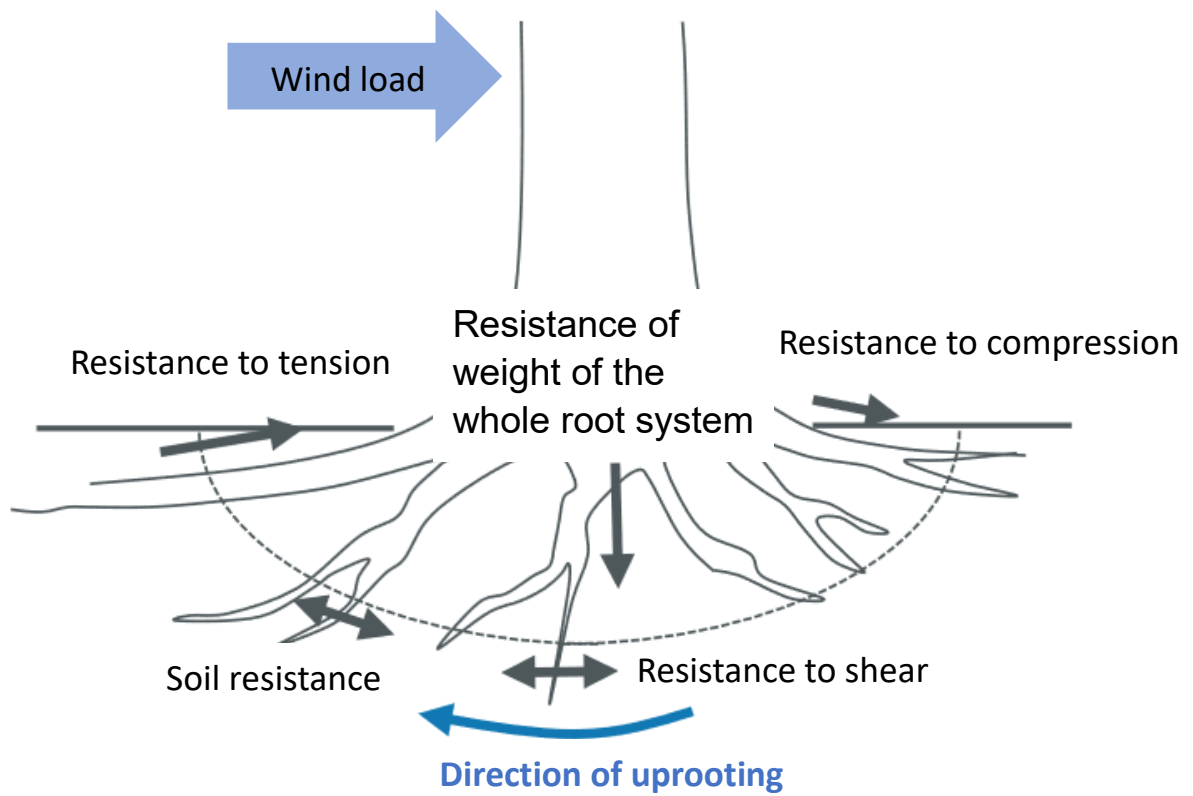 Wind load
Resistance of
weight of the
whole root system
Resistance to tension
Resistance to compression
Soil resistance
Resistance to shear
Direction of uprooting